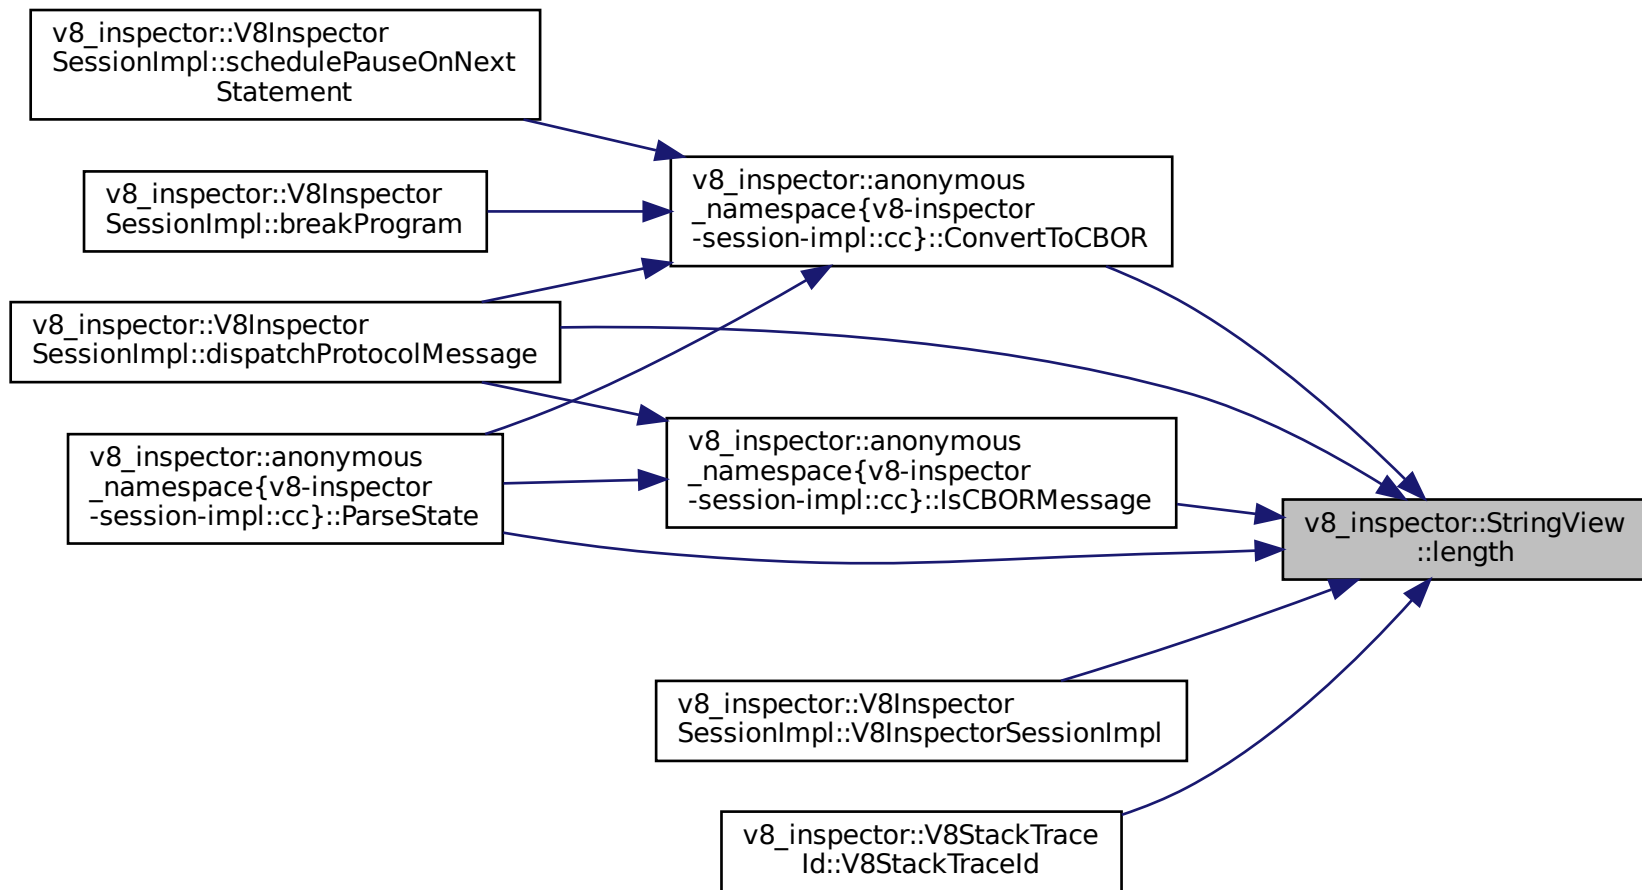 v8_inspector::V8Inspector
SessionImpl::schedulePauseOnNext
Statement
v8_inspector::V8Inspector
SessionImpl::breakProgram
v8_inspector::anonymous
_namespace{v8-inspector
-session-impl::cc}::ConvertToCBOR
v8_inspector::V8Inspector
SessionImpl::dispatchProtocolMessage
v8_inspector::anonymous
_namespace{v8-inspector
-session-impl::cc}::ParseState
v8_inspector::anonymous
_namespace{v8-inspector
-session-impl::cc}::IsCBORMessage
v8_inspector::StringView
::length
v8_inspector::V8Inspector
SessionImpl::V8InspectorSessionImpl
v8_inspector::V8StackTrace
Id::V8StackTraceId